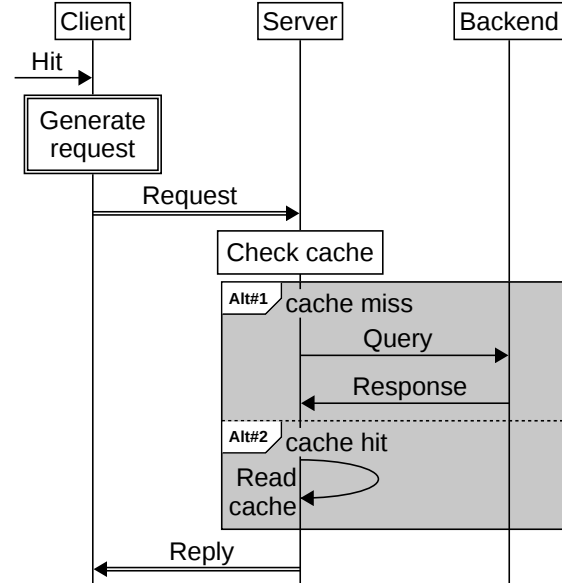 Client Server Backend
Hit
Generate
request
Request
Check cache
Alt#1 cache miss
Query
Response
Alt#2 cache hit
Read
cache
Reply